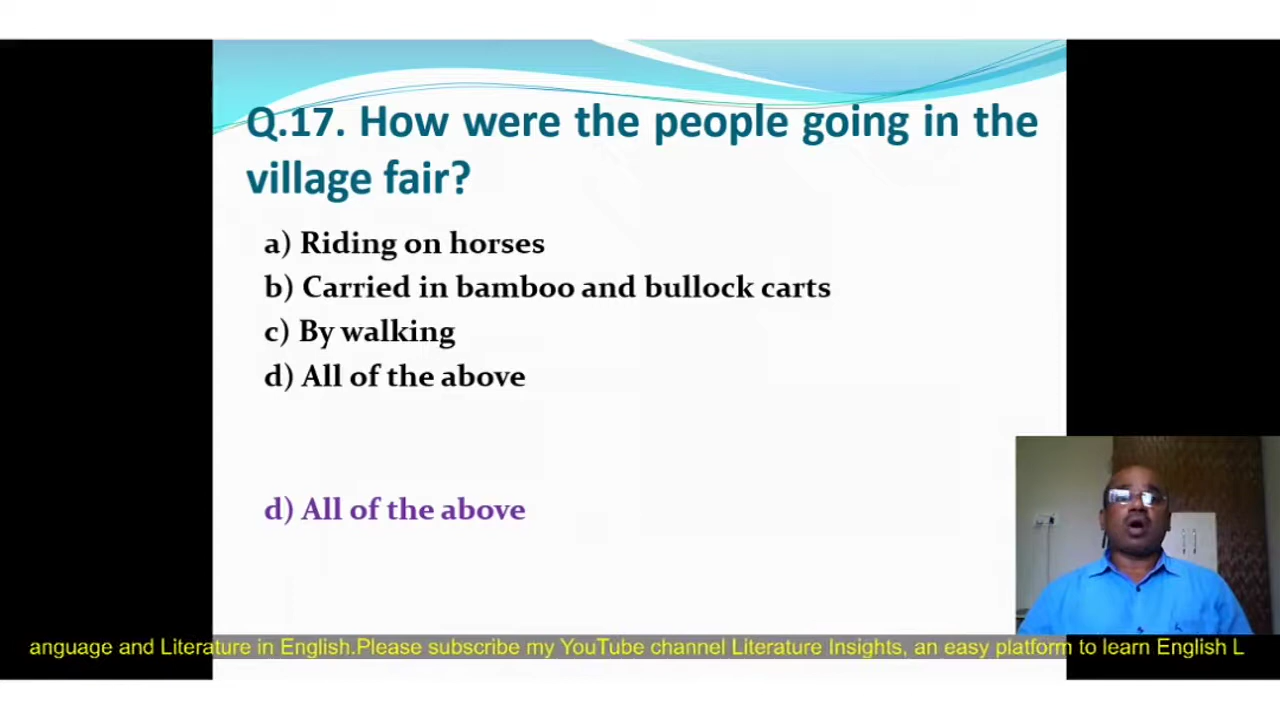 Q.17. How were the people going in the
village fair?
a) Riding on horses
b) Carried in bamboo and bullock carts
c) By walking
d) All of the above
d) All of the above
anguage and Literature in English.Please subscribe my YouTube channel Literature Insights, an easy platform to learn English L